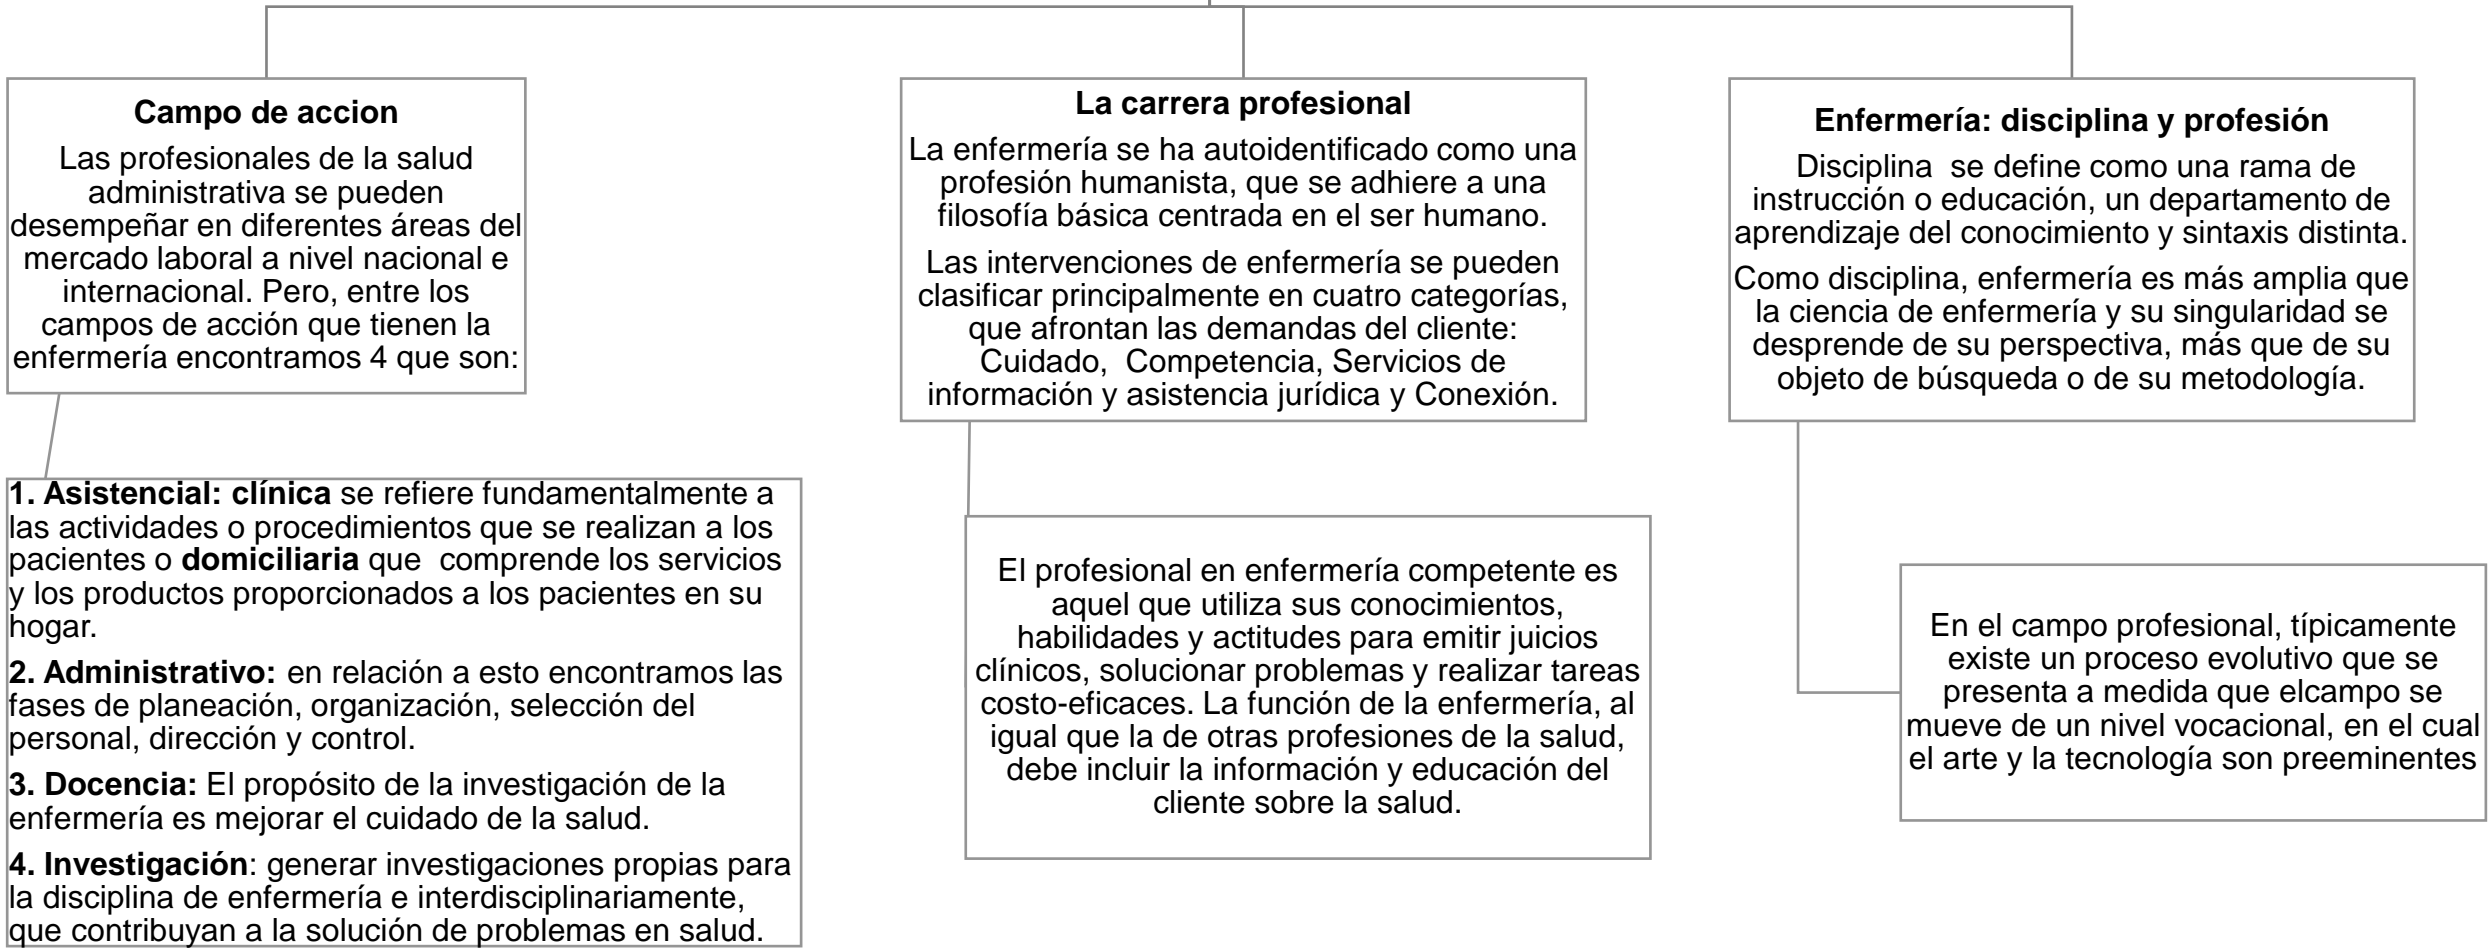 Campo de accion
Las profesionales de la salud
administrativa se pueden
desempeñar en diferentes áreas del
mercado laboral a nivel nacional e
internacional. Pero, entre los
campos de acción que tienen la
enfermería encontramos 4 que son:
1. Asistencial: clínica se refiere fundamentalmente a
las actividades o procedimientos que se realizan a los
pacientes o domiciliaria que  comprende los servicios
y los productos proporcionados a los pacientes en su
hogar.
2. Administrativo: en relación a esto encontramos las
fases de planeación, organización, selección del
personal, dirección y control.
3. Docencia: El propósito de la investigación de la
enfermería es mejorar el cuidado de la salud.
4. Investigación: generar investigaciones propias para
la disciplina de enfermería e interdisciplinariamente,
que contribuyan a la solución de problemas en salud.
La carrera profesional
La enfermería se ha autoidentificado como una
profesión humanista, que se adhiere a una
filosofía básica centrada en el ser humano.
Las intervenciones de enfermería se pueden
clasificar principalmente en cuatro categorías,
que afrontan las demandas del cliente:
Cuidado,  Competencia, Servicios de
información y asistencia jurídica y Conexión.
El profesional en enfermería competente es
aquel que utiliza sus conocimientos,
habilidades y actitudes para emitir juicios
clínicos, solucionar problemas y realizar tareas
costo-eficaces. La función de la enfermería, al
igual que la de otras profesiones de la salud,
debe incluir la información y educación del
cliente sobre la salud.
Enfermería: disciplina y profesión
Disciplina  se define como una rama de
instrucción o educación, un departamento de
aprendizaje del conocimiento y sintaxis distinta.
Como disciplina, enfermería es más amplia que
la ciencia de enfermería y su singularidad se
desprende de su perspectiva, más que de su
objeto de búsqueda o de su metodología.
En el campo profesional, típicamente
existe un proceso evolutivo que se
presenta a medida que elcampo se
mueve de un nivel vocacional, en el cual
el arte y la tecnología son preeminentes